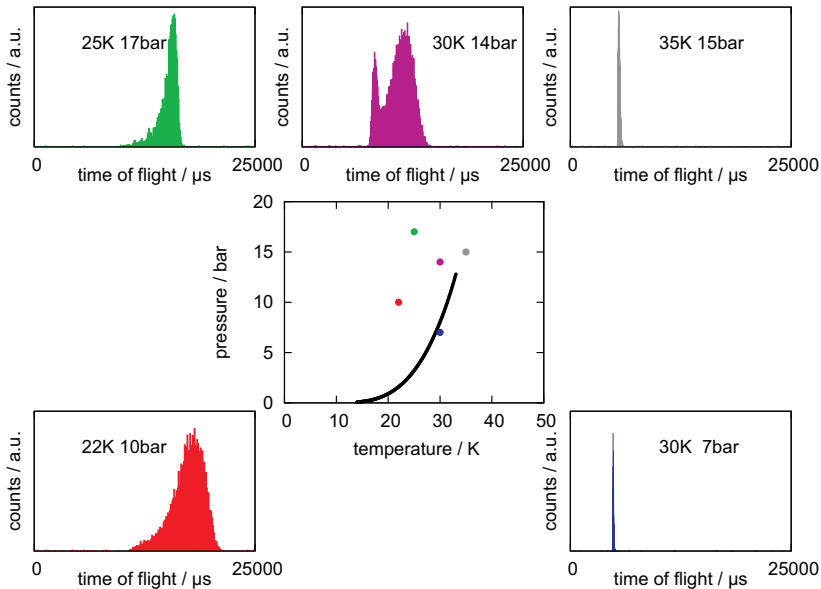 counts / a.u.
25K 17bar
0 25000
time of flight / µs
counts / a.u.
30K 14bar
0 25000
time of flight / µs
counts / a.u.
35K 15bar
0 25000
time of flight / µs
pressure / bar
20
15
10
5
0
0 10 20 30 40 50
temperature / K
counts / a.u.
22K 10bar
0 25000
time of flight / µs
counts / a.u.
30K 7bar
0 25000
time of flight / µs